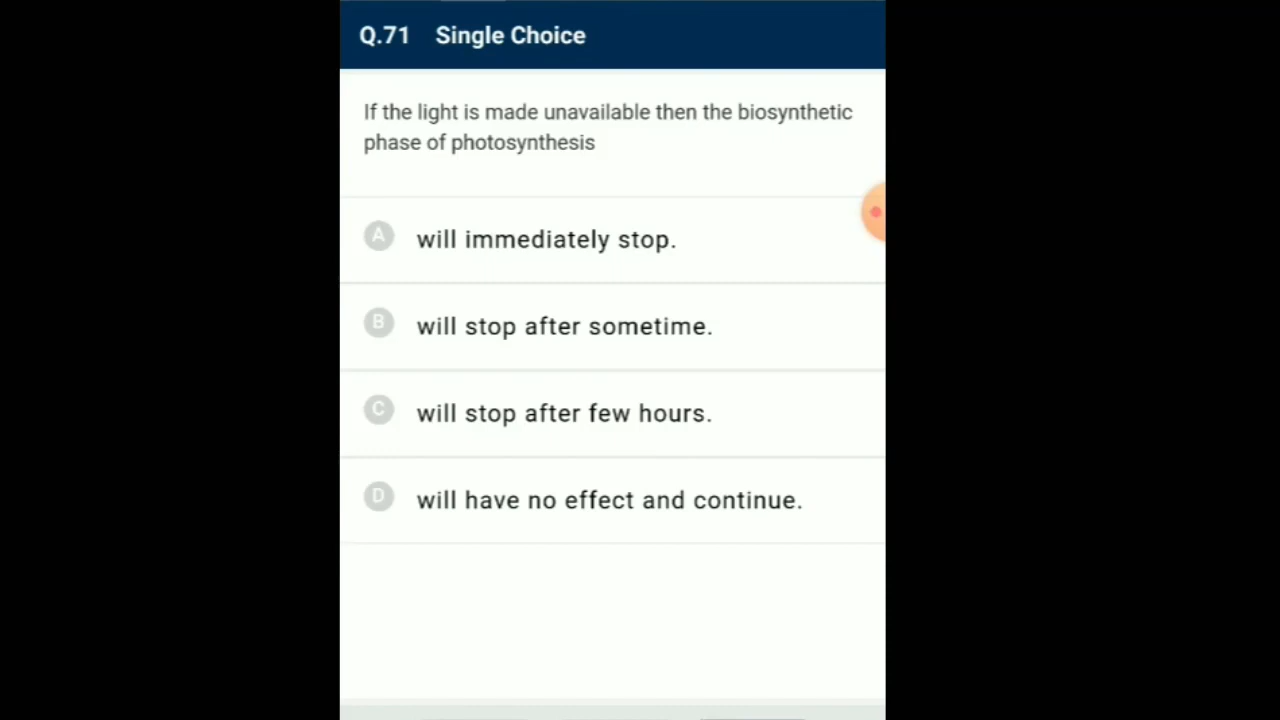 Q.71 Single Choice
If the light is made unavailable then the biosynthetic
phase of photosynthesis
A will immediately stop.
B will stop after sometime.
C will stop after few hours.
D will have no effect and continue.